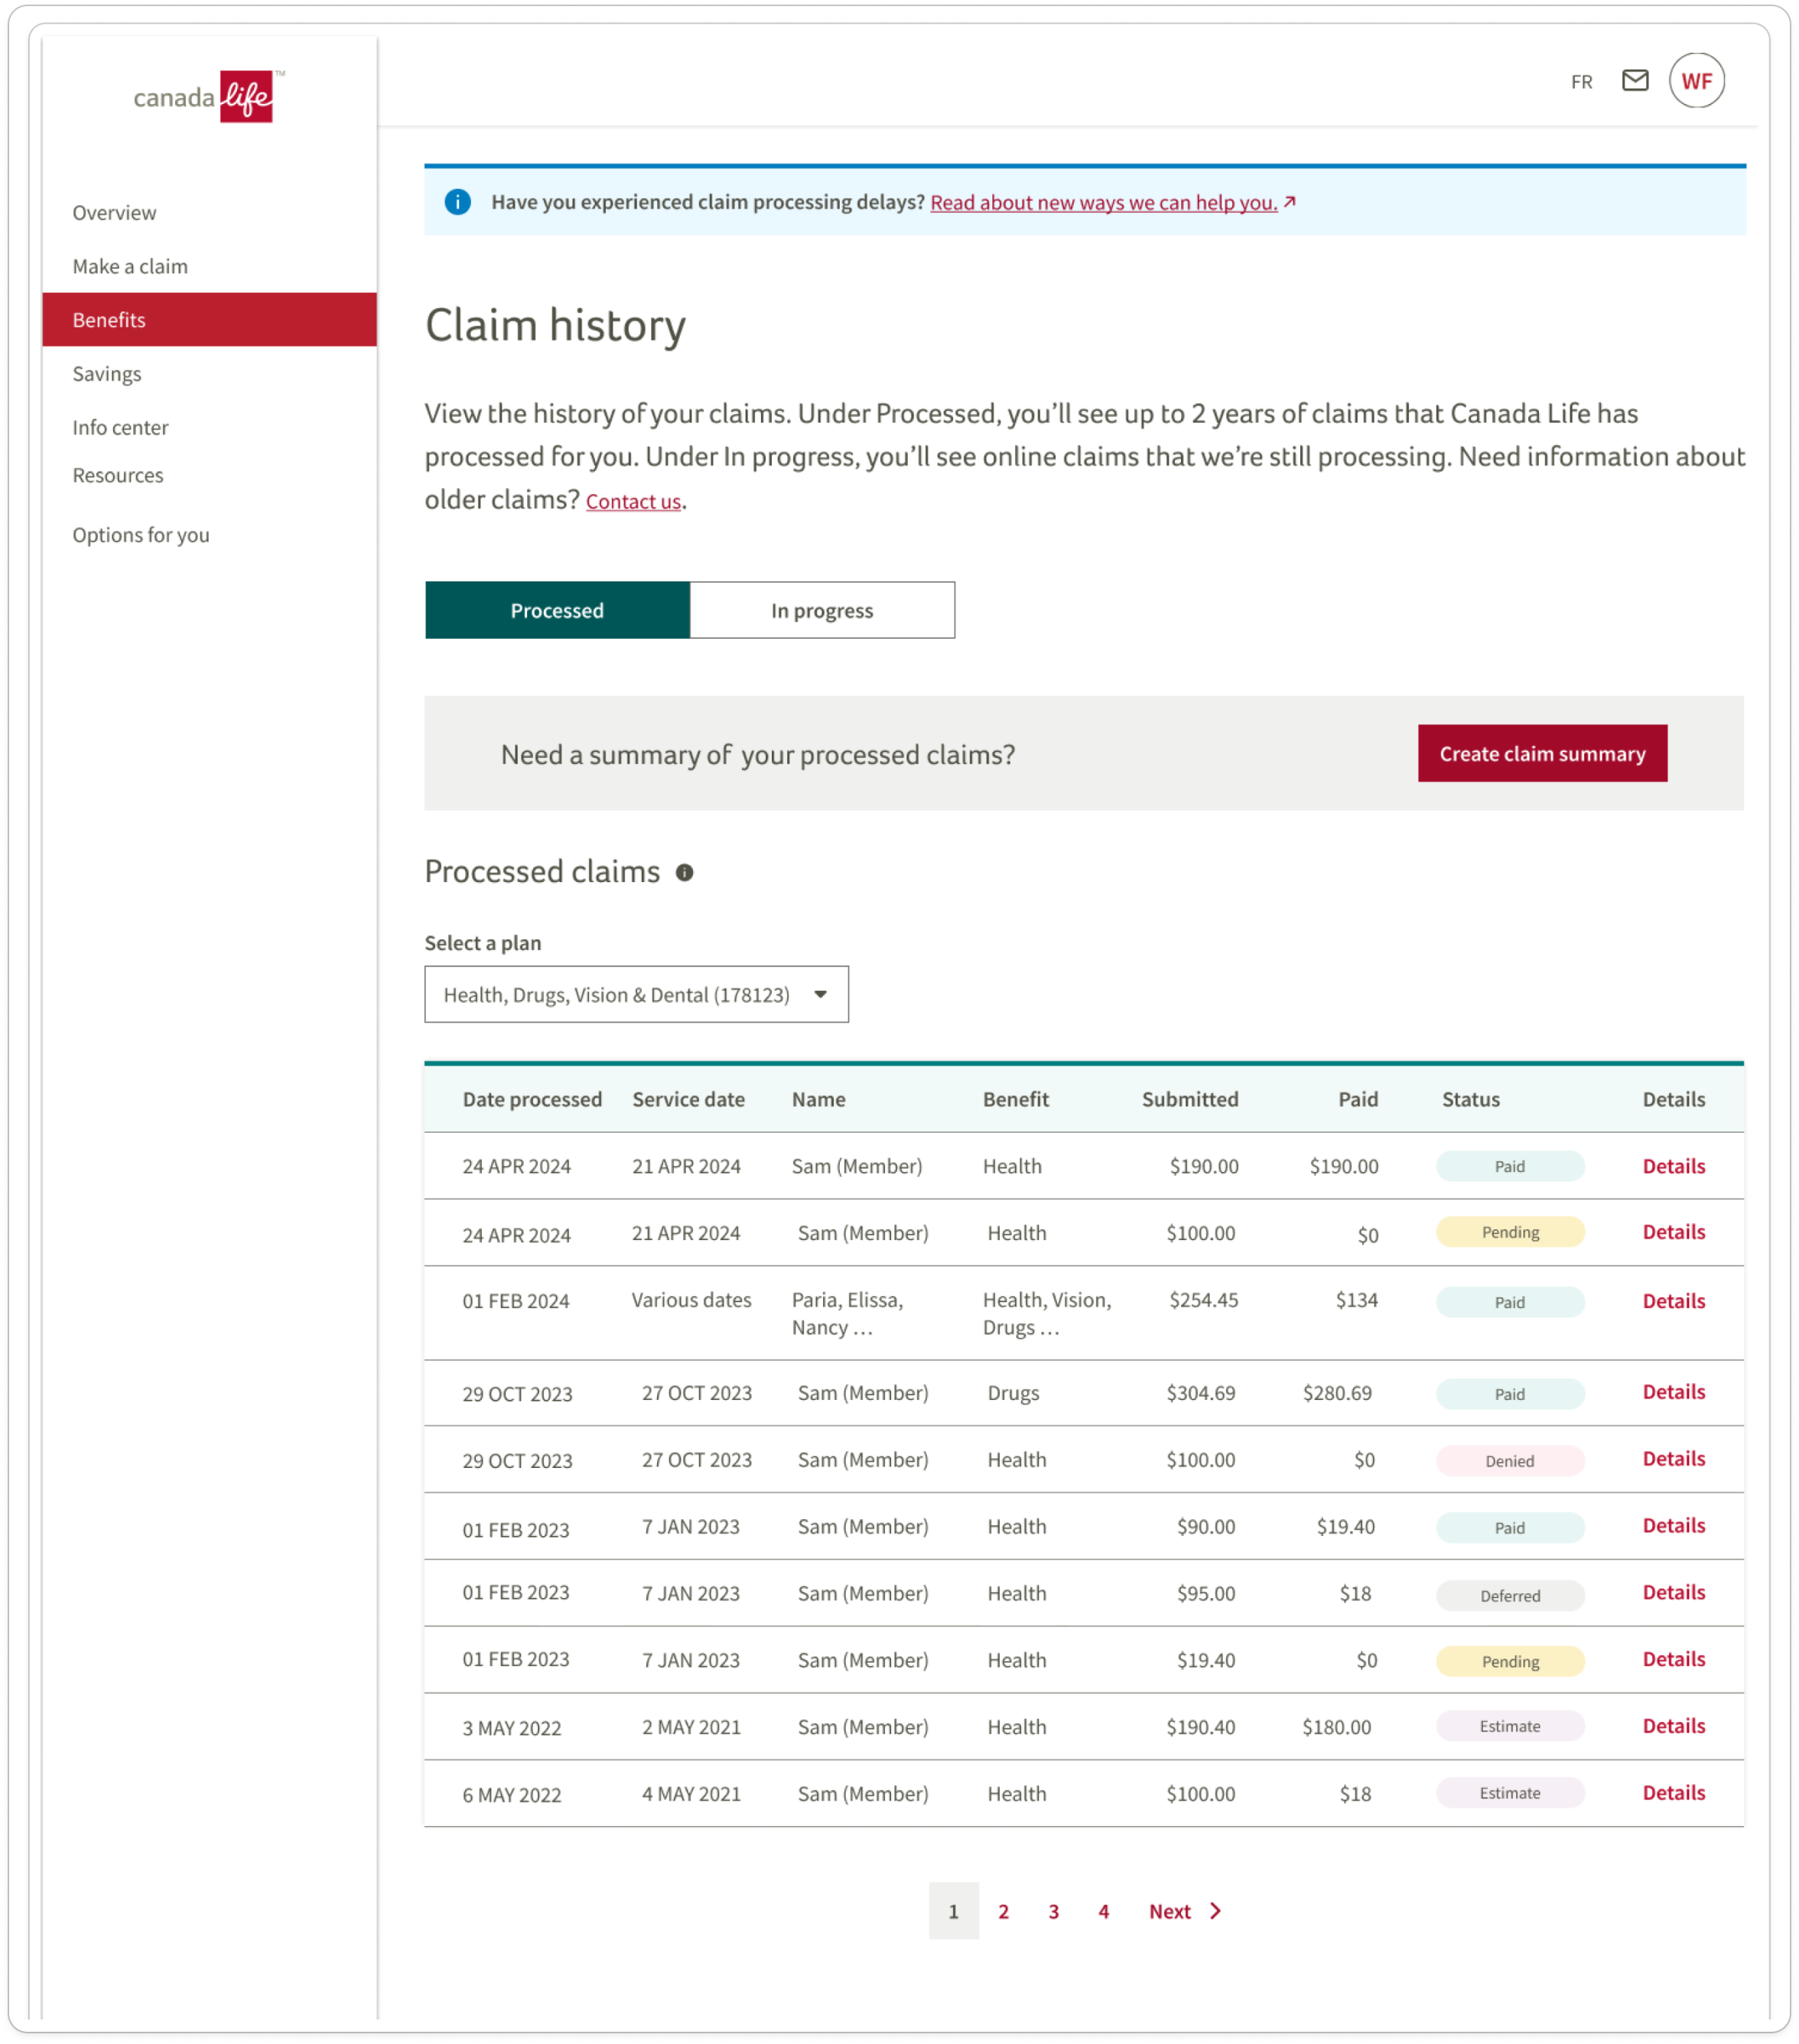 canada life™
FR
WF
Overview
Make a claim
Benefits
Savings
Info center
Resources
Options for you
Have you experienced claim processing delays? Read about new ways we can help you.
Claim history
View the history of your claims. Under Processed, you’ll see up to 2 years of claims that Canada Life has
processed for you. Under In progress, you’ll see online claims that we’re still processing. Need information about
older claims? Contact us.
Processed In progress
Need a summary of your processed claims? Create claim summary
Processed claims
Select a plan
Health, Drugs, Vision & Dental (178123)
Date processed Service date Name Benefit Submitted Paid Status Details
24 APR 2024 21 APR 2024 Sam (Member) Health $190.00 $190.00 Paid Details
24 APR 2024 21 APR 2024 Sam (Member) Health $100.00 $0 Pending Details
01 FEB 2024 Various dates Paria, Elissa, Health, Vision, $254.45 $134 Paid Details
Nancy ... Drugs ...
29 OCT 2023 27 OCT 2023 Sam (Member) Drugs $304.69 $280.69 Paid Details
29 OCT 2023 27 OCT 2023 Sam (Member) Health $100.00 $0 Denied Details
01 FEB 2023 7 JAN 2023 Sam (Member) Health $90.00 $19.40 Paid Details
01 FEB 2023 7 JAN 2023 Sam (Member) Health $95.00 $18 Deferred Details
01 FEB 2023 7 JAN 2023 Sam (Member) Health $19.40 $0 Pending Details
3 MAY 2022 2 MAY 2021 Sam (Member) Health $190.40 $180.00 Estimate Details
6 MAY 2022 4 MAY 2021 Sam (Member) Health $100.00 $18 Estimate Details
1 2 3 4 Next